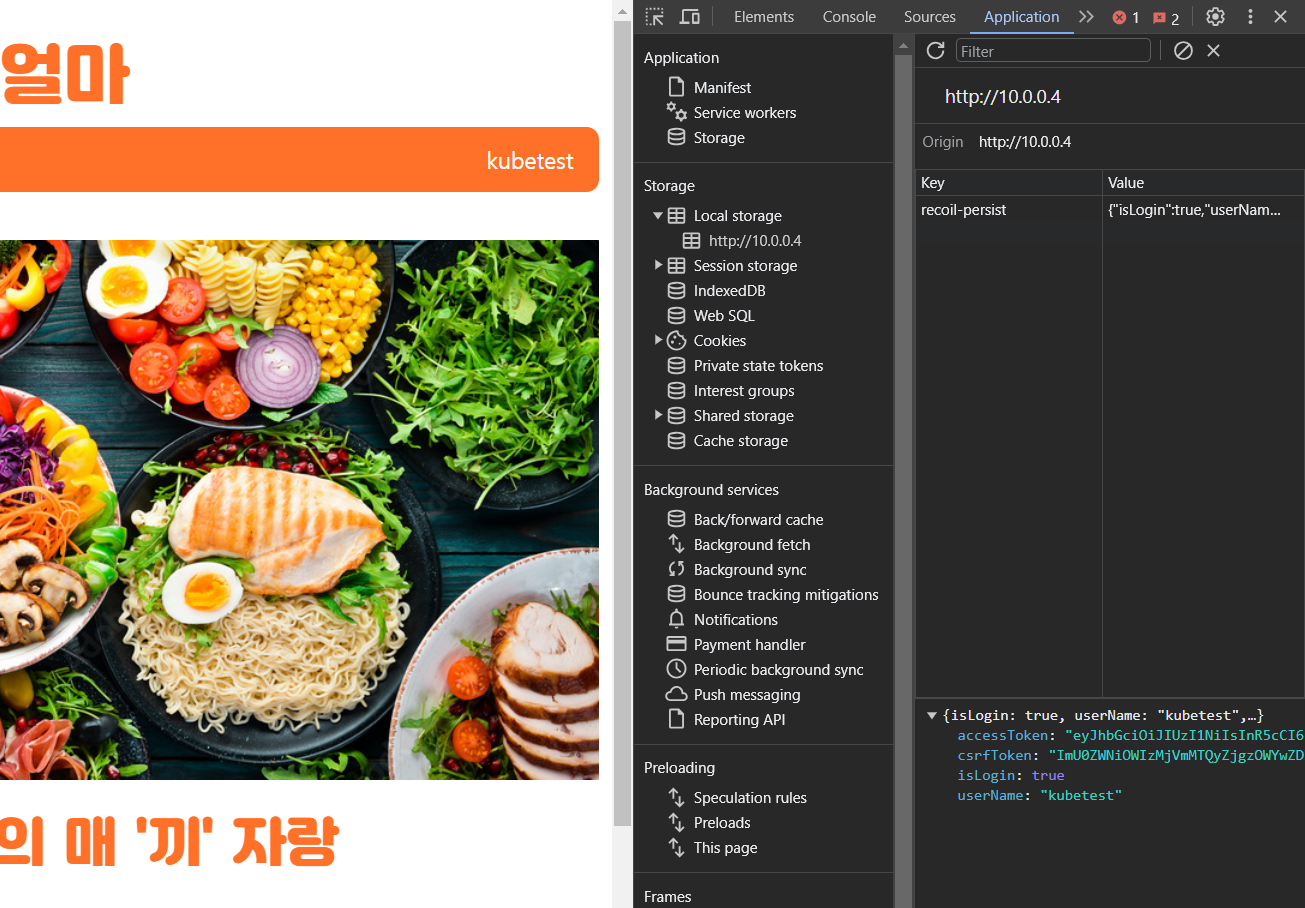 얼마
kubetest
의 매 '끼' 자랑
Elements Console Sources Application 1 2
Application
Manifest
Service workers
Storage
Storage
Local storage
http://10.0.0.4
Session storage
IndexedDB
Web SQL
Cookies
Private state tokens
Interest groups
Shared storage
Cache storage
Background services
Back/forward cache
Background fetch
Background sync
Bounce tracking mitigations
Notifications
Payment handler
Periodic background sync
Push messaging
Reporting API
Preloading
Speculation rules
Preloads
This page
Frames
Filter
http://10.0.0.4
Origin http://10.0.0.4
Key Value
recoil-persist {"isLogin":true,"userNam...
{isLogin: true, userName: "kubetest",…}
accessToken: "eyJhbGciOiJIUzI1NiIsInR5cCI6
csrfToken: "ImU0ZWNiOWIzMjVmMTQyZjgzOWYwZD
isLogin: true
userName: "kubetest"